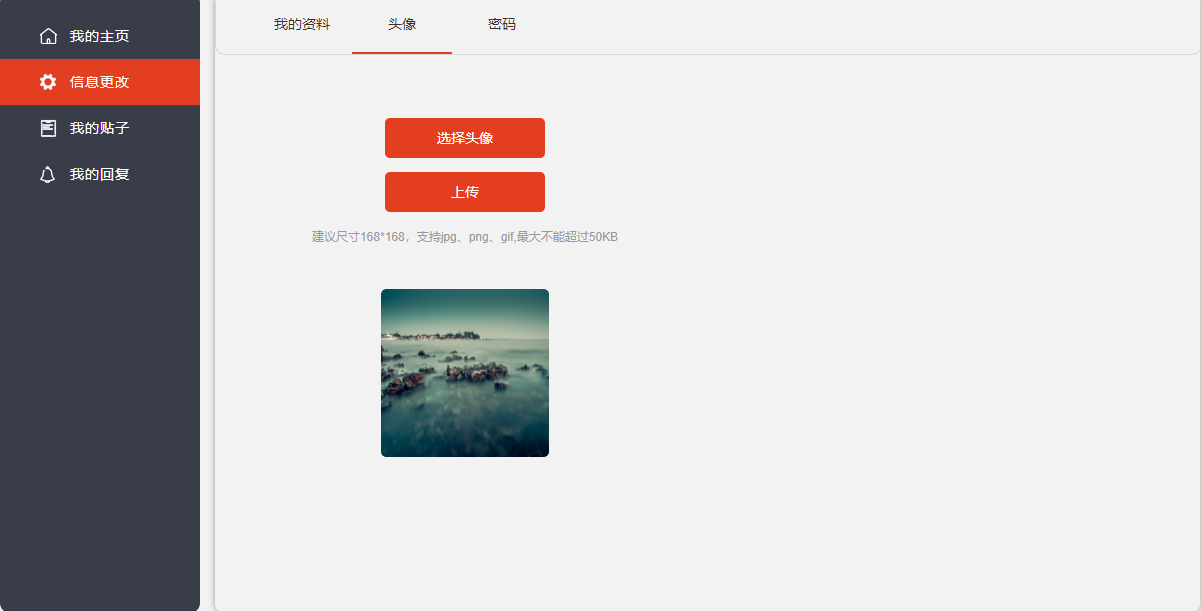 我的主页
信息更改
我的贴子
我的回复
我的资料
头像
密码
选择头像
上传
建议尺寸168*168，支持jpg、png、gif,最大不能超过50KB